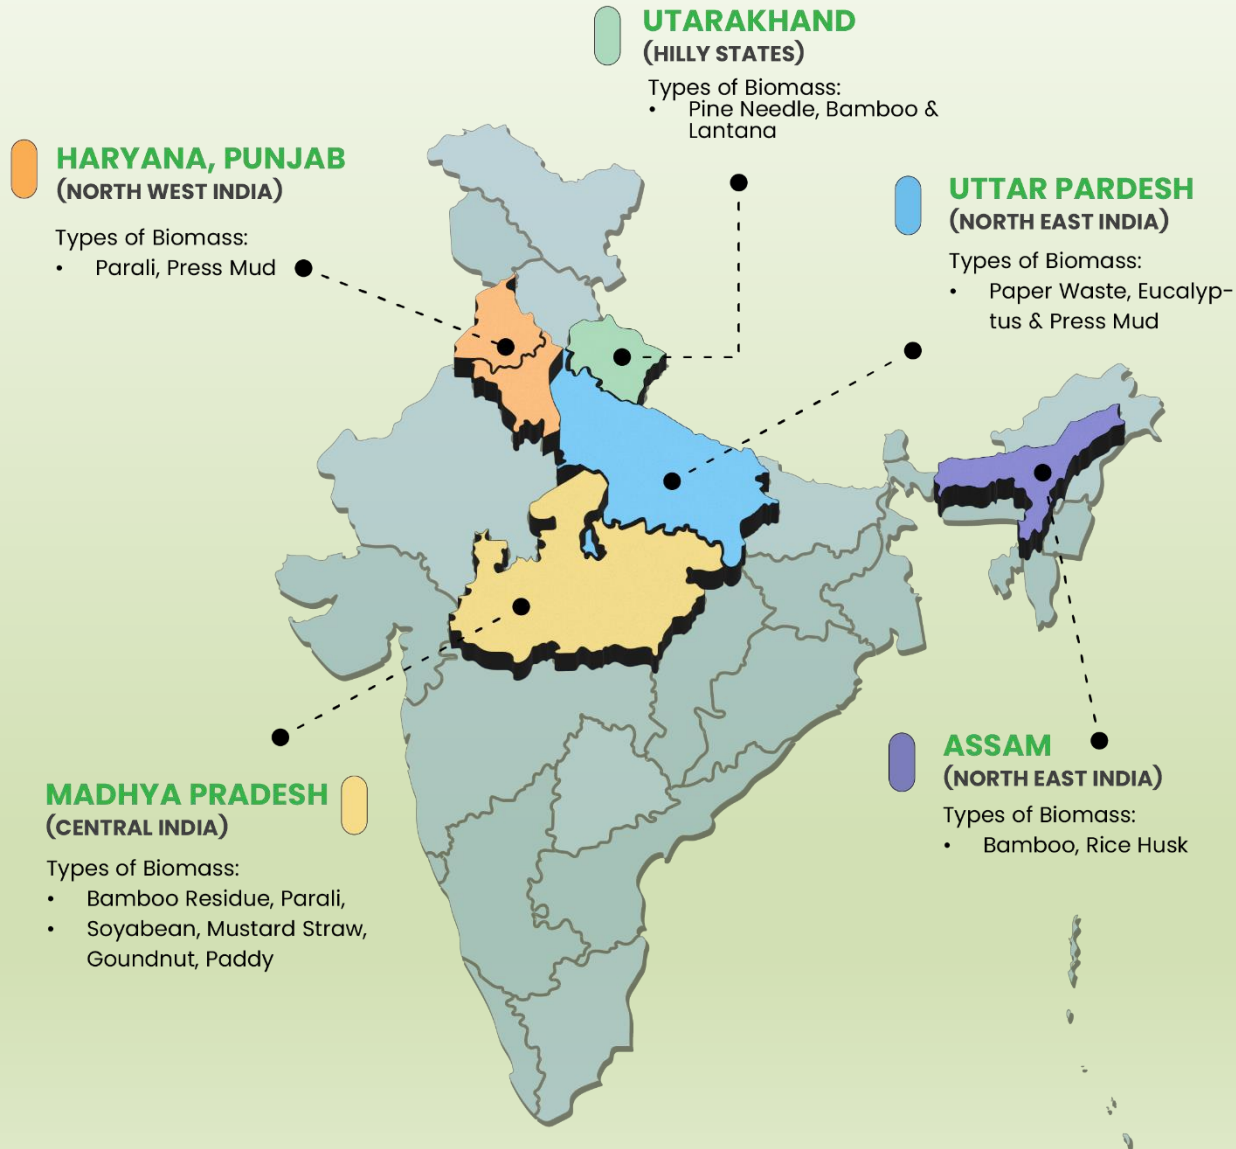 UTARAKHAND
(HILLY STATES)
Types of Biomass:
• Pine Needle, Bamboo &
Lantana
HARYANA, PUNJAB
(NORTH WEST INDIA)
Types of Biomass:
• Parali, Press Mud
UTTAR PARDESH
(NORTH EAST INDIA)
Types of Biomass:
• Paper Waste, Eucalyp-
tus & Press Mud
MADHYA PRADESH
(CENTRAL INDIA)
Types of Biomass:
• Bamboo Residue, Parali,
• Soyabean, Mustard Straw,
Goundnut, Paddy
ASSAM
(NORTH EAST INDIA)
Types of Biomass:
• Bamboo, Rice Husk